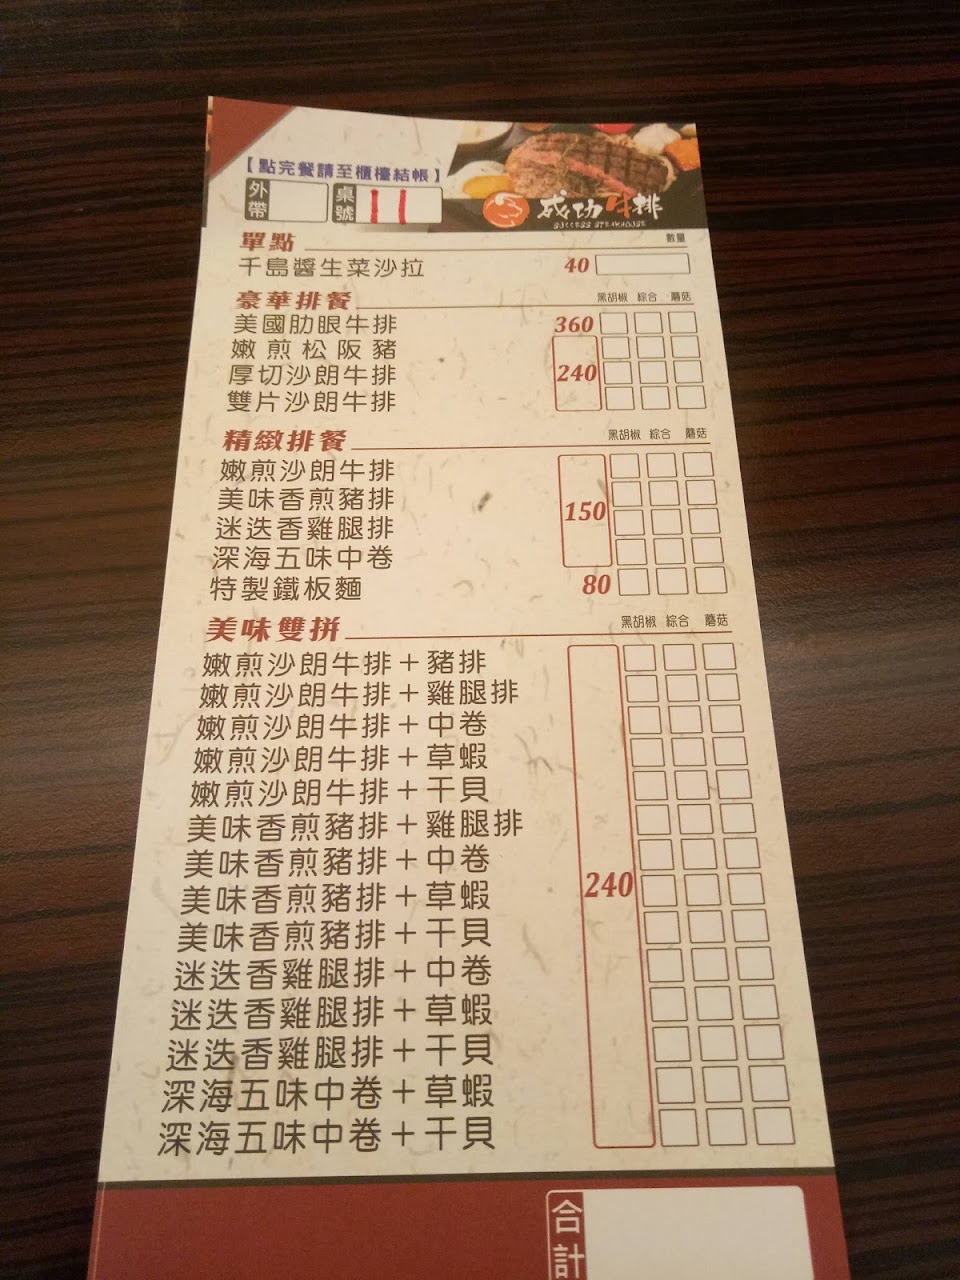 【點完餐請至櫃檯結帳】
外帶 桌號 11
成功牛排
SUCCESS STEAKHOUSE
單點 數量
千島醬生菜沙拉 40
豪華排餐 黑胡椒 綜合 蘑菇
美國肋眼牛排 360
嫩煎松阪豬
厚切沙朗牛排 240
雙片沙朗牛排
精緻排餐 黑胡椒 綜合 蘑菇
嫩煎沙朗牛排
美味香煎豬排
迷迭香雞腿排 150
深海五味中卷
特製鐵板麵 80
美味雙拼 黑胡椒 綜合 蘑菇
嫩煎沙朗牛排+豬排
嫩煎沙朗牛排+雞腿排
嫩煎沙朗牛排+中卷
嫩煎沙朗牛排+草蝦
嫩煎沙朗牛排+干貝
美味香煎豬排+雞腿排
美味香煎豬排+中卷
美味香煎豬排+草蝦 240
美味香煎豬排+干貝
迷迭香雞腿排+中卷
迷迭香雞腿排+草蝦
迷迭香雞腿排+干貝
深海五味中卷+草蝦
深海五味中卷+干貝
合計